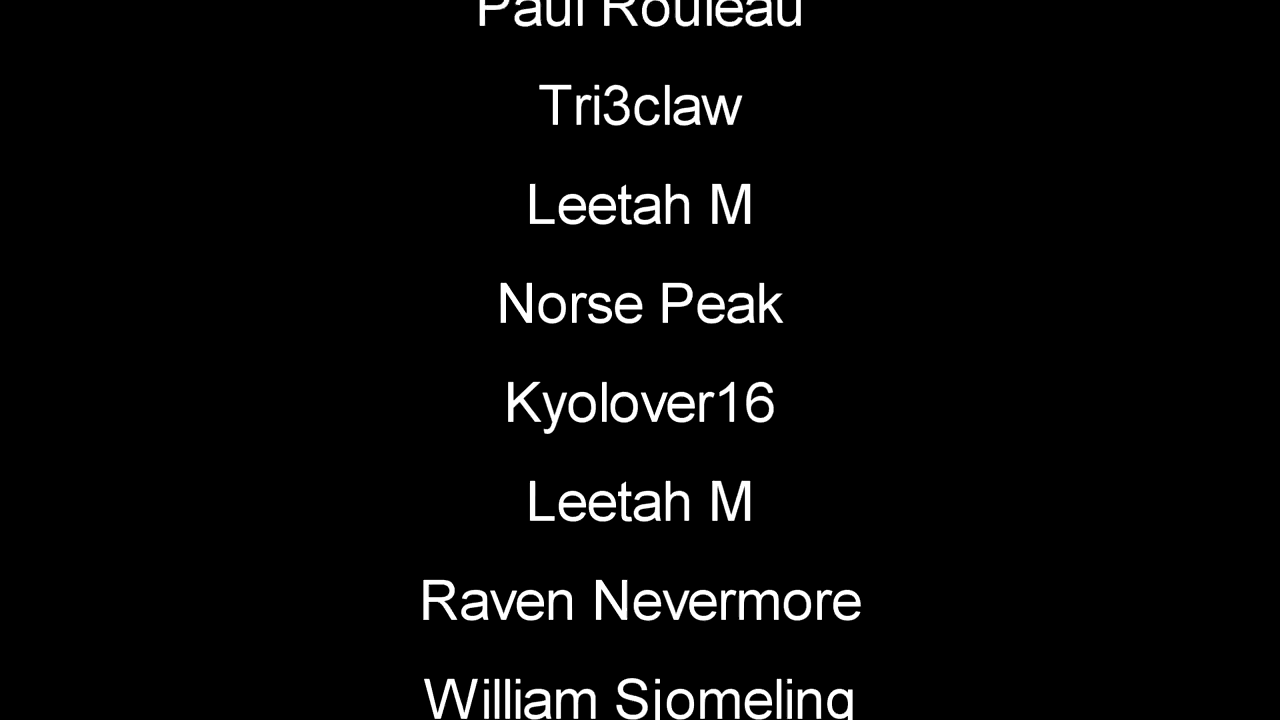 Paul Rouleau
Tri3claw
Leetah M
Norse Peak
Kyolover16
Leetah M
Raven Nevermore
William Sjomeling